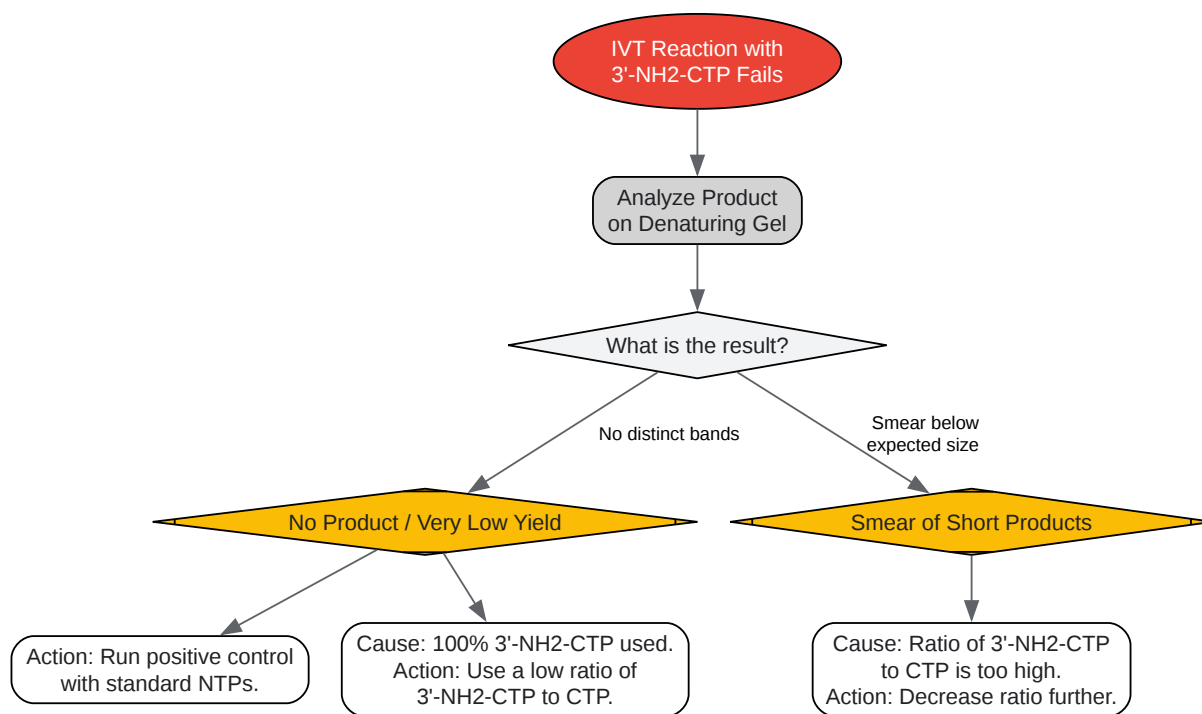 IVT Reaction with
3'-NH2-CTP Fails
Analyze Product
on Denaturing Gel
What is the result?
No distinct bands
Smear below
expected size
No Product / Very Low Yield
Smear of Short Products
Action: Run positive control
with standard NTPs.
Cause: 100% 3'-NH2-CTP used.
Action: Use a low ratio of
3'-NH2-CTP to CTP.
Cause: Ratio of 3'-NH2-CTP
to CTP is too high.
Action: Decrease ratio further.